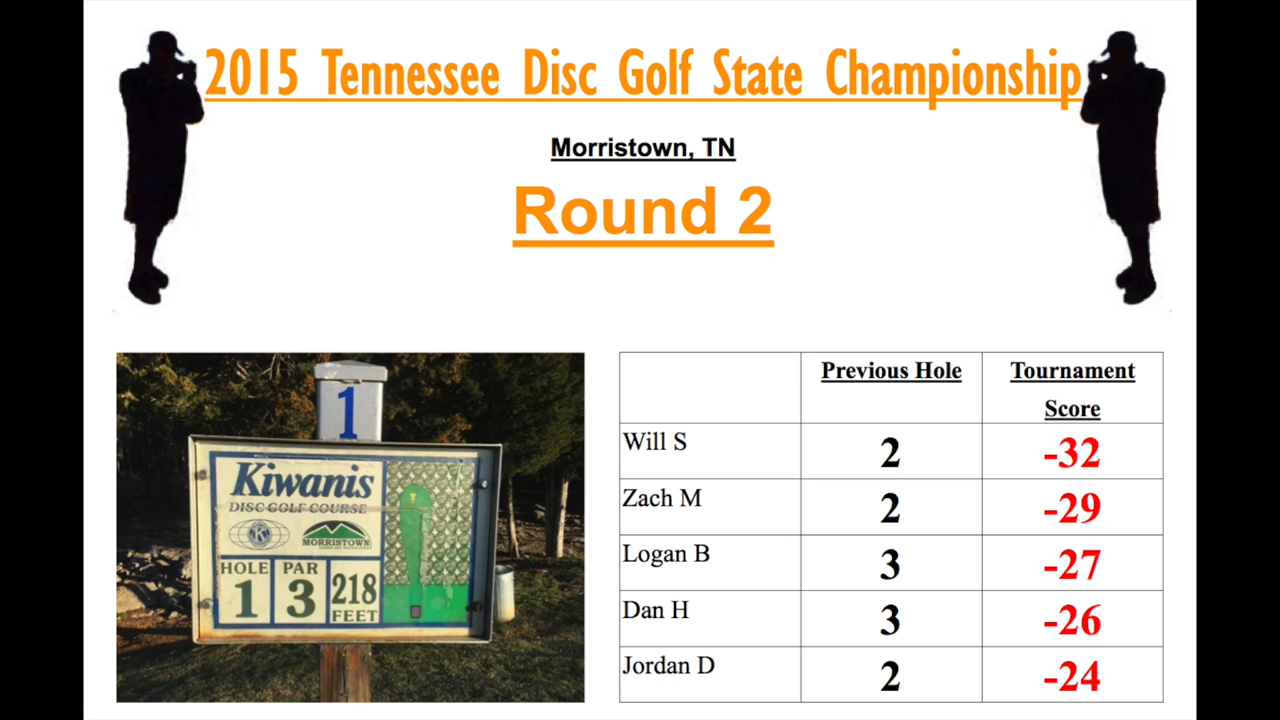 2015 Tennessee Disc Golf State Championship
Morristown, TN
Round 2
1
Kiwanis
DISC GOLF COURSE
MORRISTOWN
HOLE PAR 218
1 3 FEET
Previous Hole Tournament
Score
Will S 2 -32
Zach M 2 -29
Logan B 3 -27
Dan H 3 -26
Jordan D 2 -24